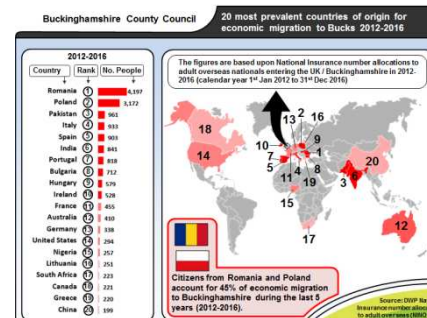 Buckinghamshire County Council
20 most prevalent countries of origin for
economic migration to Bucks 2012-2016
2012-2016
Country Rank No. People
Romania 1 4,197
Poland 2 3,172
Pakistan 3 961
Italy 4 933
Spain 5 903
India 6 841
Portugal 7 818
Bulgaria 8 712
Hungary 9 579
Ireland 10 528
France 11 455
Australia 12 410
Germany 13 338
United States 14 294
Nigeria 15 257
Lithuania 16 251
South Africa 17 223
Canada 18 221
Greece 19 220
China 20 199
The figures are based upon National Insurance number allocations to
adult overseas nationals entering the UK / Buckinghamshire in 2012-
2016 (calendar year 1st Jan 2012 to 31st Dec 2016)
18
14
13
2
16
10
9
7
1
5
11
4
19
8
3
6
20
15
17
12
Citizens from Romania and Poland
account for 45% of economic migration
to Buckinghamshire during the last 5
years (2012-2016).
Source: DWP Na
Insurance number alloc
to adult overseas (NINO